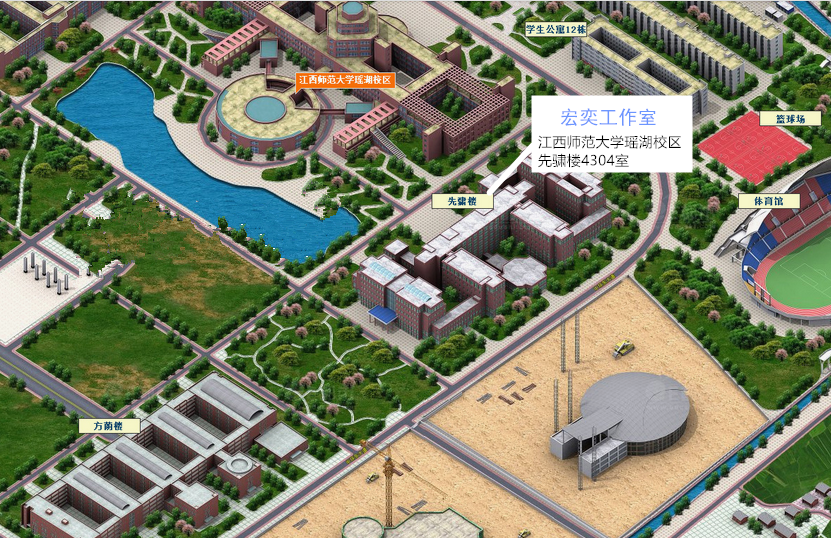 学生公寓12栋
江西师范大学瑶湖校区
宏奕工作室
江西师范大学瑶湖校区
先骕楼4304室
篮球场
先骕楼
体育馆
方荫楼